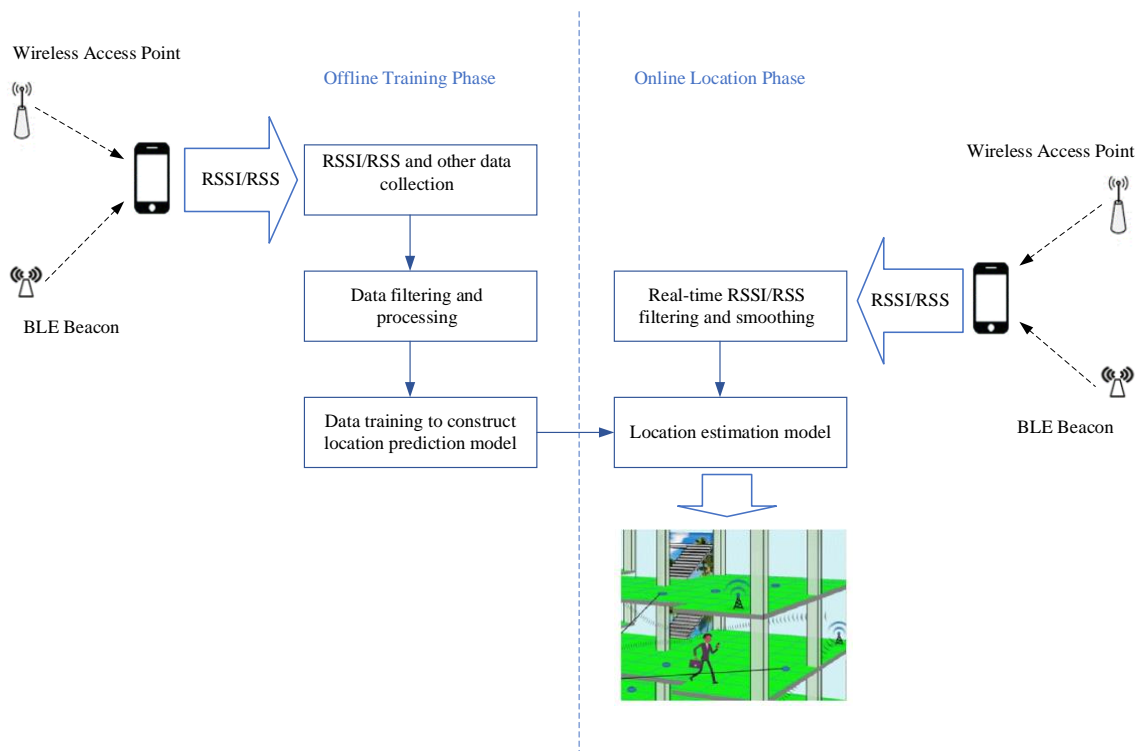 Wireless Access Point
Offline Training Phase
Online Location Phase
RSSI/RSS
RSSI/RSS and other data
collection
Wireless Access Point
Data filtering and
processing
Real-time RSSI/RSS
filtering and smoothing
RSSI/RSS
BLE Beacon
Data training to construct
location prediction model
Location estimation model
BLE Beacon